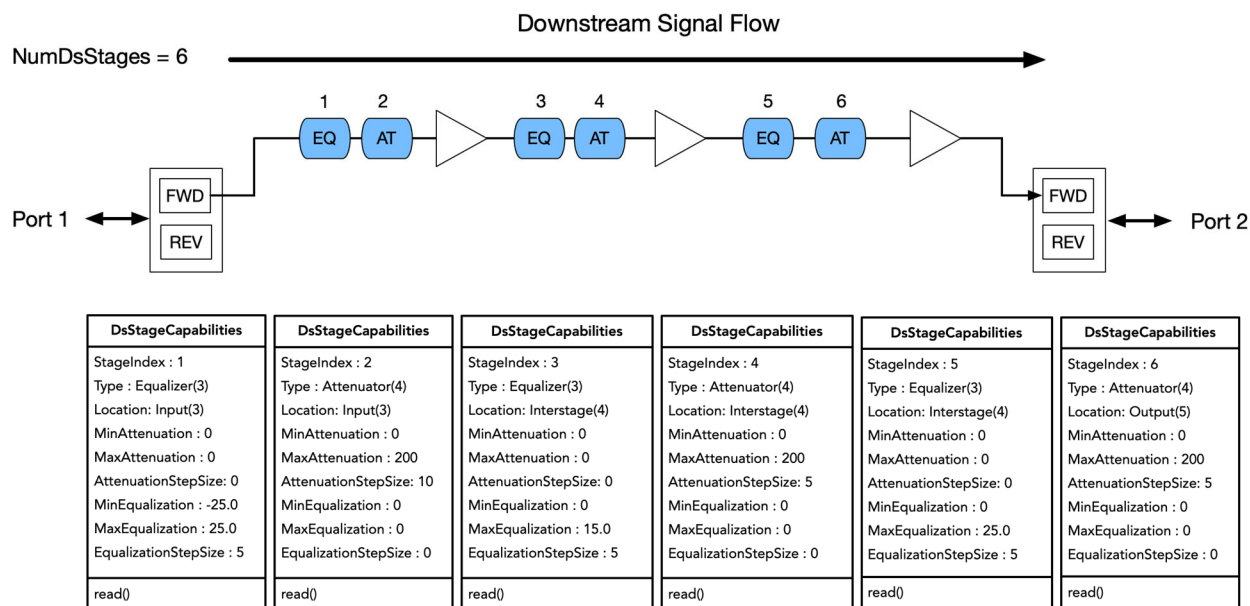 Downstream Signal Flow
NumDsStages = 6
1 2 3 4 5 6
EQ AT EQ AT EQ AT
FWD FWD
Port 1 Port 2
REV REV
DsStageCapabilities
StageIndex : 1
Type : Equalizer(3)
Location: Input(3)
MinAttenuation : 0
MaxAttenuation : 0
AttenuationStepSize: 0
MinEqualization : -25.0
MaxEqualization : 25.0
EqualizationStepSize : 5
read()
DsStageCapabilities
StageIndex : 2
Type : Attenuator(4)
Location: Input(3)
MinAttenuation : 0
MaxAttenuation : 200
AttenuationStepSize: 10
MinEqualization : 0
MaxEqualization : 0
EqualizationStepSize : 0
read()
DsStageCapabilities
StageIndex : 3
Type : Equalizer(3)
Location: Interstage(4)
MinAttenuation : 0
MaxAttenuation : 0
AttenuationStepSize: 0
MinEqualization : 0
MaxEqualization : 15.0
EqualizationStepSize : 5
read()
DsStageCapabilities
StageIndex : 4
Type : Attenuator(4)
Location: Interstage(4)
MinAttenuation : 0
MaxAttenuation : 200
AttenuationStepSize: 5
MinEqualization : 0
MaxEqualization : 0
EqualizationStepSize : 0
read()
DsStageCapabilities
StageIndex : 5
Type : Equalizer(3)
Location: Interstage(4)
MinAttenuation : 0
MaxAttenuation : 0
AttenuationStepSize: 0
MinEqualization : 0
MaxEqualization : 25.0
EqualizationStepSize : 5
read()
DsStageCapabilities
StageIndex : 6
Type : Attenuator(4)
Location: Output(5)
MinAttenuation : 0
MaxAttenuation : 200
AttenuationStepSize: 5
MinEqualization : 0
MaxEqualization : 0
EqualizationStepSize : 0
read()